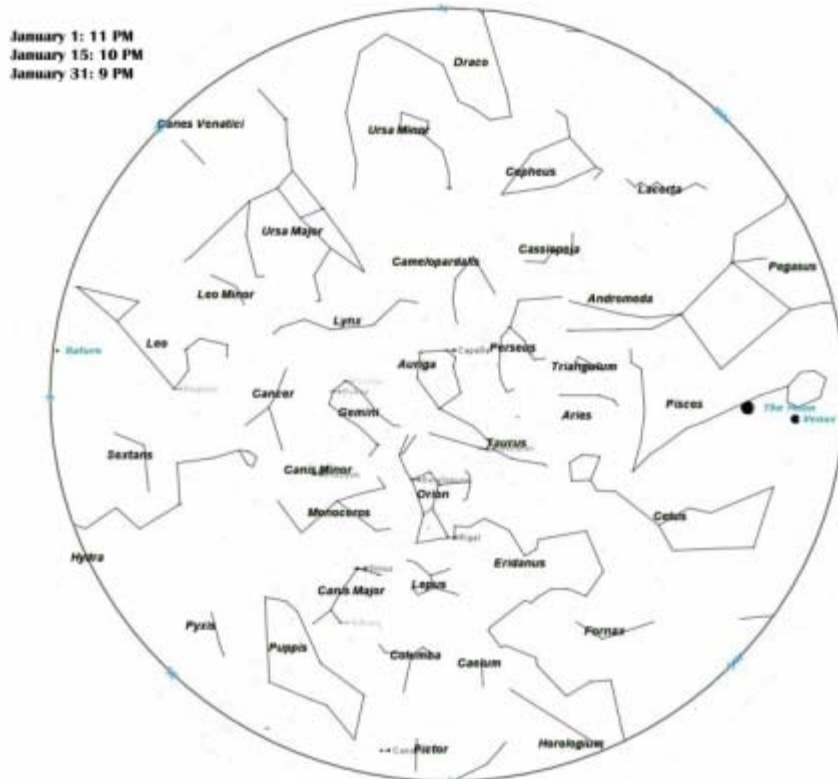 January 1: 11 PM
January 15: 10 PM
January 31: 9 PM
Draco
Canes Venatici
Ursa Minor
Cepheus
Lacerta
Ursa Major
Cassiopeia
Camelopardalis
Pegasus
Leo Minor
Andromeda
Lynx
Leo
Saturn
Perseus
Capella
Auriga
Triangulum
Cancer
Gemini
Aries
Pisces
The Moon
Venus
Taurus
Sextans
Canis Minor
Orion
Monoceros
Cetus
Rigel
Hydra
Eridanus
Canis Major
Lepus
Pyxis
Fornax
Puppis
Columba
Caelum
Pictor
Horologium